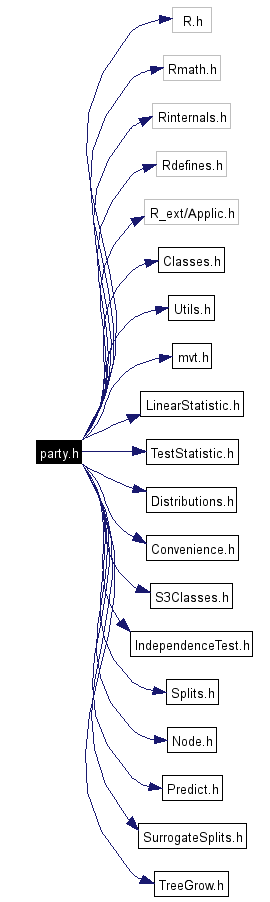 R.h
Rmath.h
Rinternals.h
Rdefines.h
R_ext/Applic.h
Classes.h
Utils.h
mvt.h
LinearStatistic.h
party.h
TestStatistic.h
Distributions.h
Convenience.h
S3Classes.h
IndependenceTest.h
Splits.h
Node.h
Predict.h
SurrogateSplits.h
TreeGrow.h